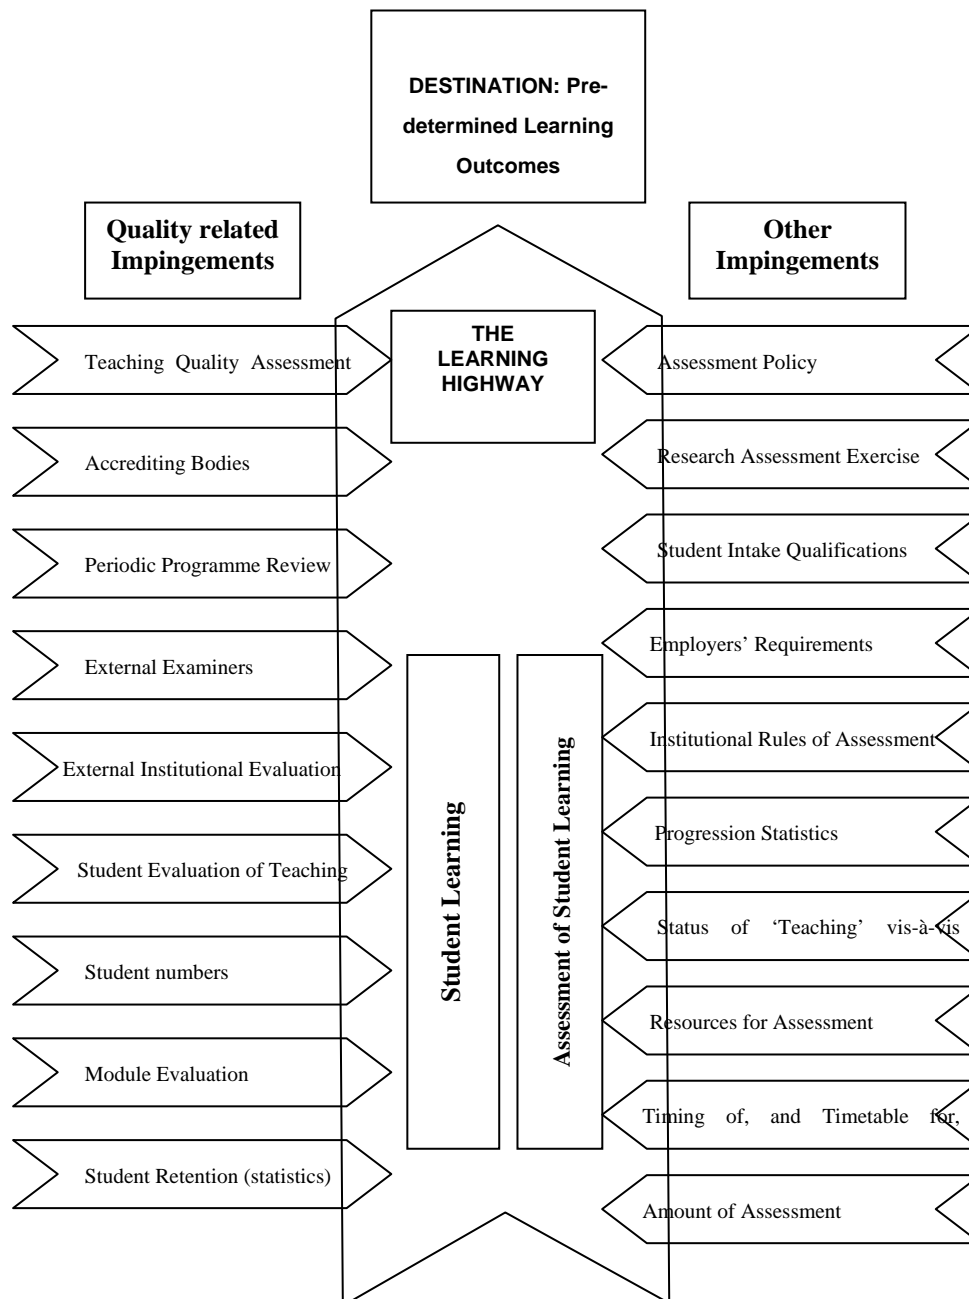 DESTINATION: Pre-
determined Learning
Outcomes
Quality related
Impingements
Other
Impingements
THE
LEARNING
HIGHWAY
Teaching Quality Assessment
Accrediting Bodies
Periodic Programme Review
External Examiners
External Institutional Evaluation
Student Evaluation of Teaching
Student numbers
Module Evaluation
Student Retention (statistics)
Student Learning
Assessment of Student Learning
Assessment Policy
Research Assessment Exercise
Student Intake Qualifications
Employers’ Requirements
Institutional Rules of Assessment
Progression Statistics
Status of ‘Teaching’ vis-à-vis
Resources for Assessment
Timing of, and Timetable for,
Amount of Assessment